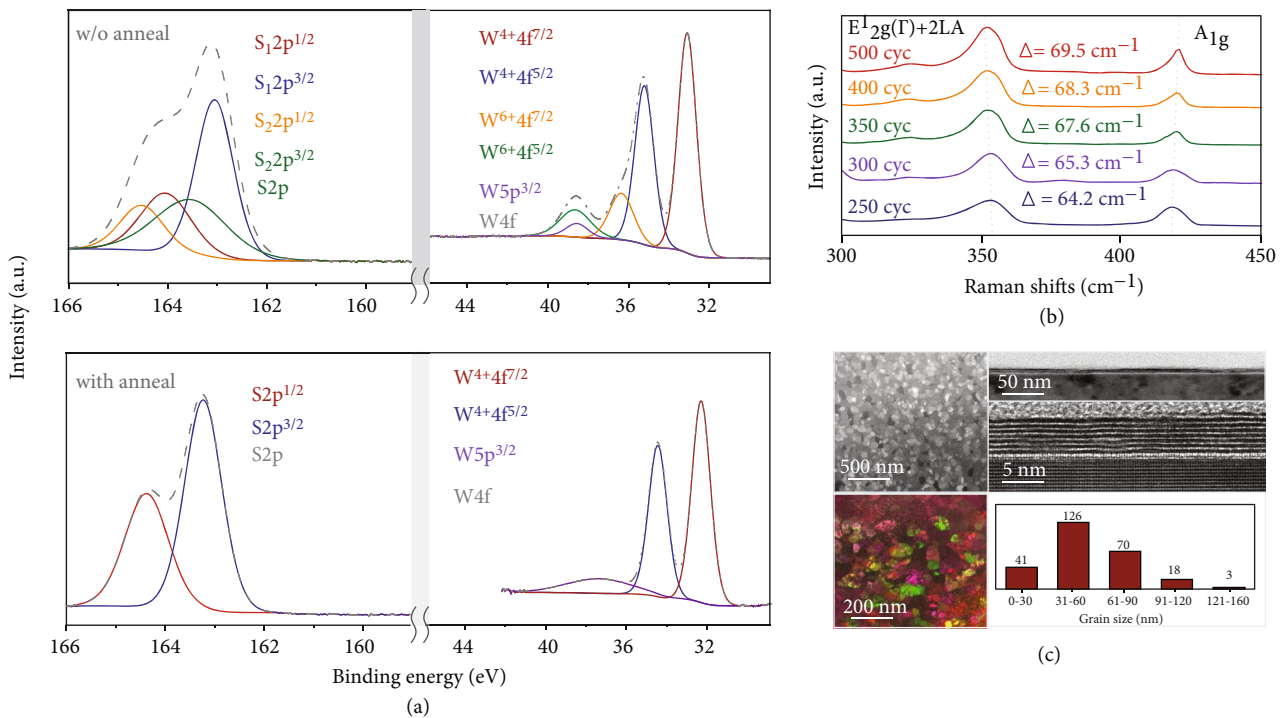 Intensity (a.u.)
w/o anneal
S₁2p¹/²
S₁2p³/²
S₂2p¹/²
S₂2p³/²
S2p
W⁴⁺4f⁷/²
W⁴⁺4f⁵/²
W⁶⁺4f⁷/²
W⁶⁺4f⁵/²
W5p³/²
W4f
166 164 162 160 44 40 36 32
with anneal
S2p¹/²
S2p³/²
S2p
W⁴⁺4f⁷/²
W⁴⁺4f⁵/²
W5p³/²
W4f
166 164 162 160 44 40 36 32
Binding energy (eV)
(a)
Intensity (a.u.)
E¹2g(Γ)+2LA
A1g
500 cyc Δ = 69.5 cm⁻¹
400 cyc Δ = 68.3 cm⁻¹
350 cyc Δ = 67.6 cm⁻¹
300 cyc Δ = 65.3 cm⁻¹
250 cyc Δ = 64.2 cm⁻¹
300 350 400 450
Raman shifts (cm⁻¹)
(b)
500 nm
50 nm
5 nm
200 nm
41 126 70 18 3
0-30 31-60 61-90 91-120 121-160
Grain size (nm)
(c)